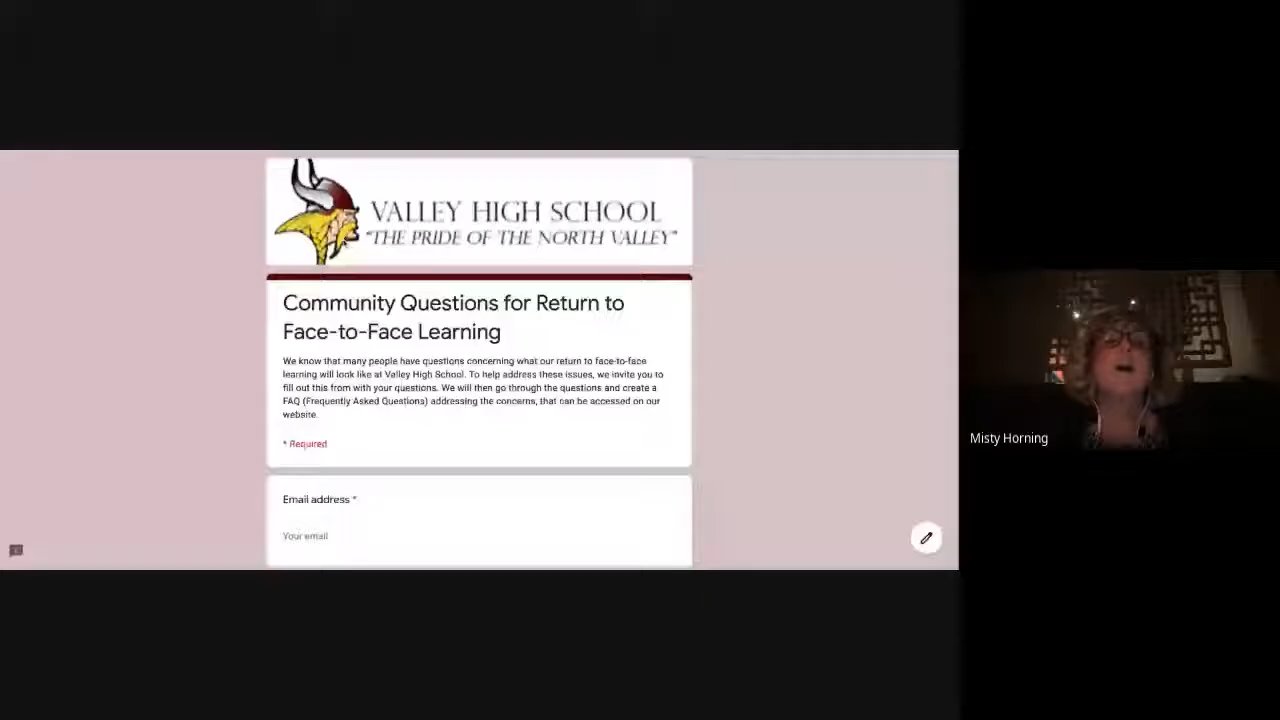 VALLEY HIGH SCHOOL
"THE PRIDE OF THE NORTH VALLEY"
Community Questions for Return to
Face-to-Face Learning
We know that many people have questions concerning what our return to face-to-face
learning will look like at Valley High School. To help address these issues, we invite you to
fill out this from with your questions. We will then go through the questions and create a
FAQ (Frequently Asked Questions) addressing the concerns, that can be accessed on our
website.
* Required
Email address *
Your email
Misty Horning